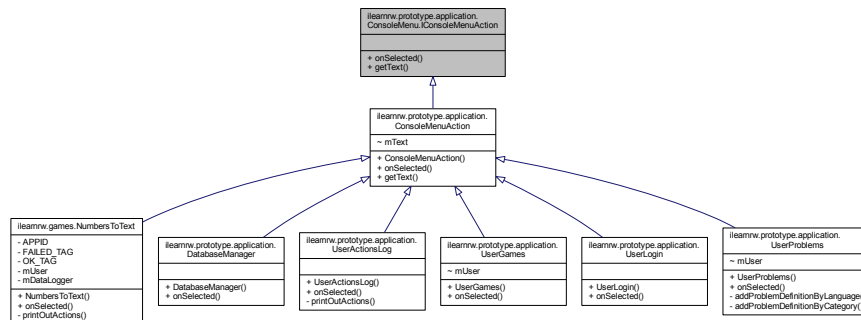 ilearnrw.prototype.application.
ConsoleMenu.IConsoleMenuAction
+ onSelected()
+ getText()
ilearnrw.prototype.application.
ConsoleMenuAction
~ mText
+ ConsoleMenuAction()
+ onSelected()
+ getText()
ilearnrw.games.NumbersToText
- APPID
- FAILED_TAG
- OK_TAG
- mUser
- mDataLogger
+ NumbersToText()
+ onSelected()
- printOutActions()
ilearnrw.prototype.application.
DatabaseManager
+ DatabaseManager()
+ onSelected()
ilearnrw.prototype.application.
UserActionsLog
+ UserActionsLog()
+ onSelected()
- printOutActions()
ilearnrw.prototype.application.
UserGames
~ mUser
+ UserGames()
+ onSelected()
ilearnrw.prototype.application.
UserLogin
+ UserLogin()
+ onSelected()
ilearnrw.prototype.application.
UserProblems
~ mUser
+ UserProblems()
+ onSelected()
- addProblemDefinitionByLanguage()
- addProblemDefinitionByCategory()